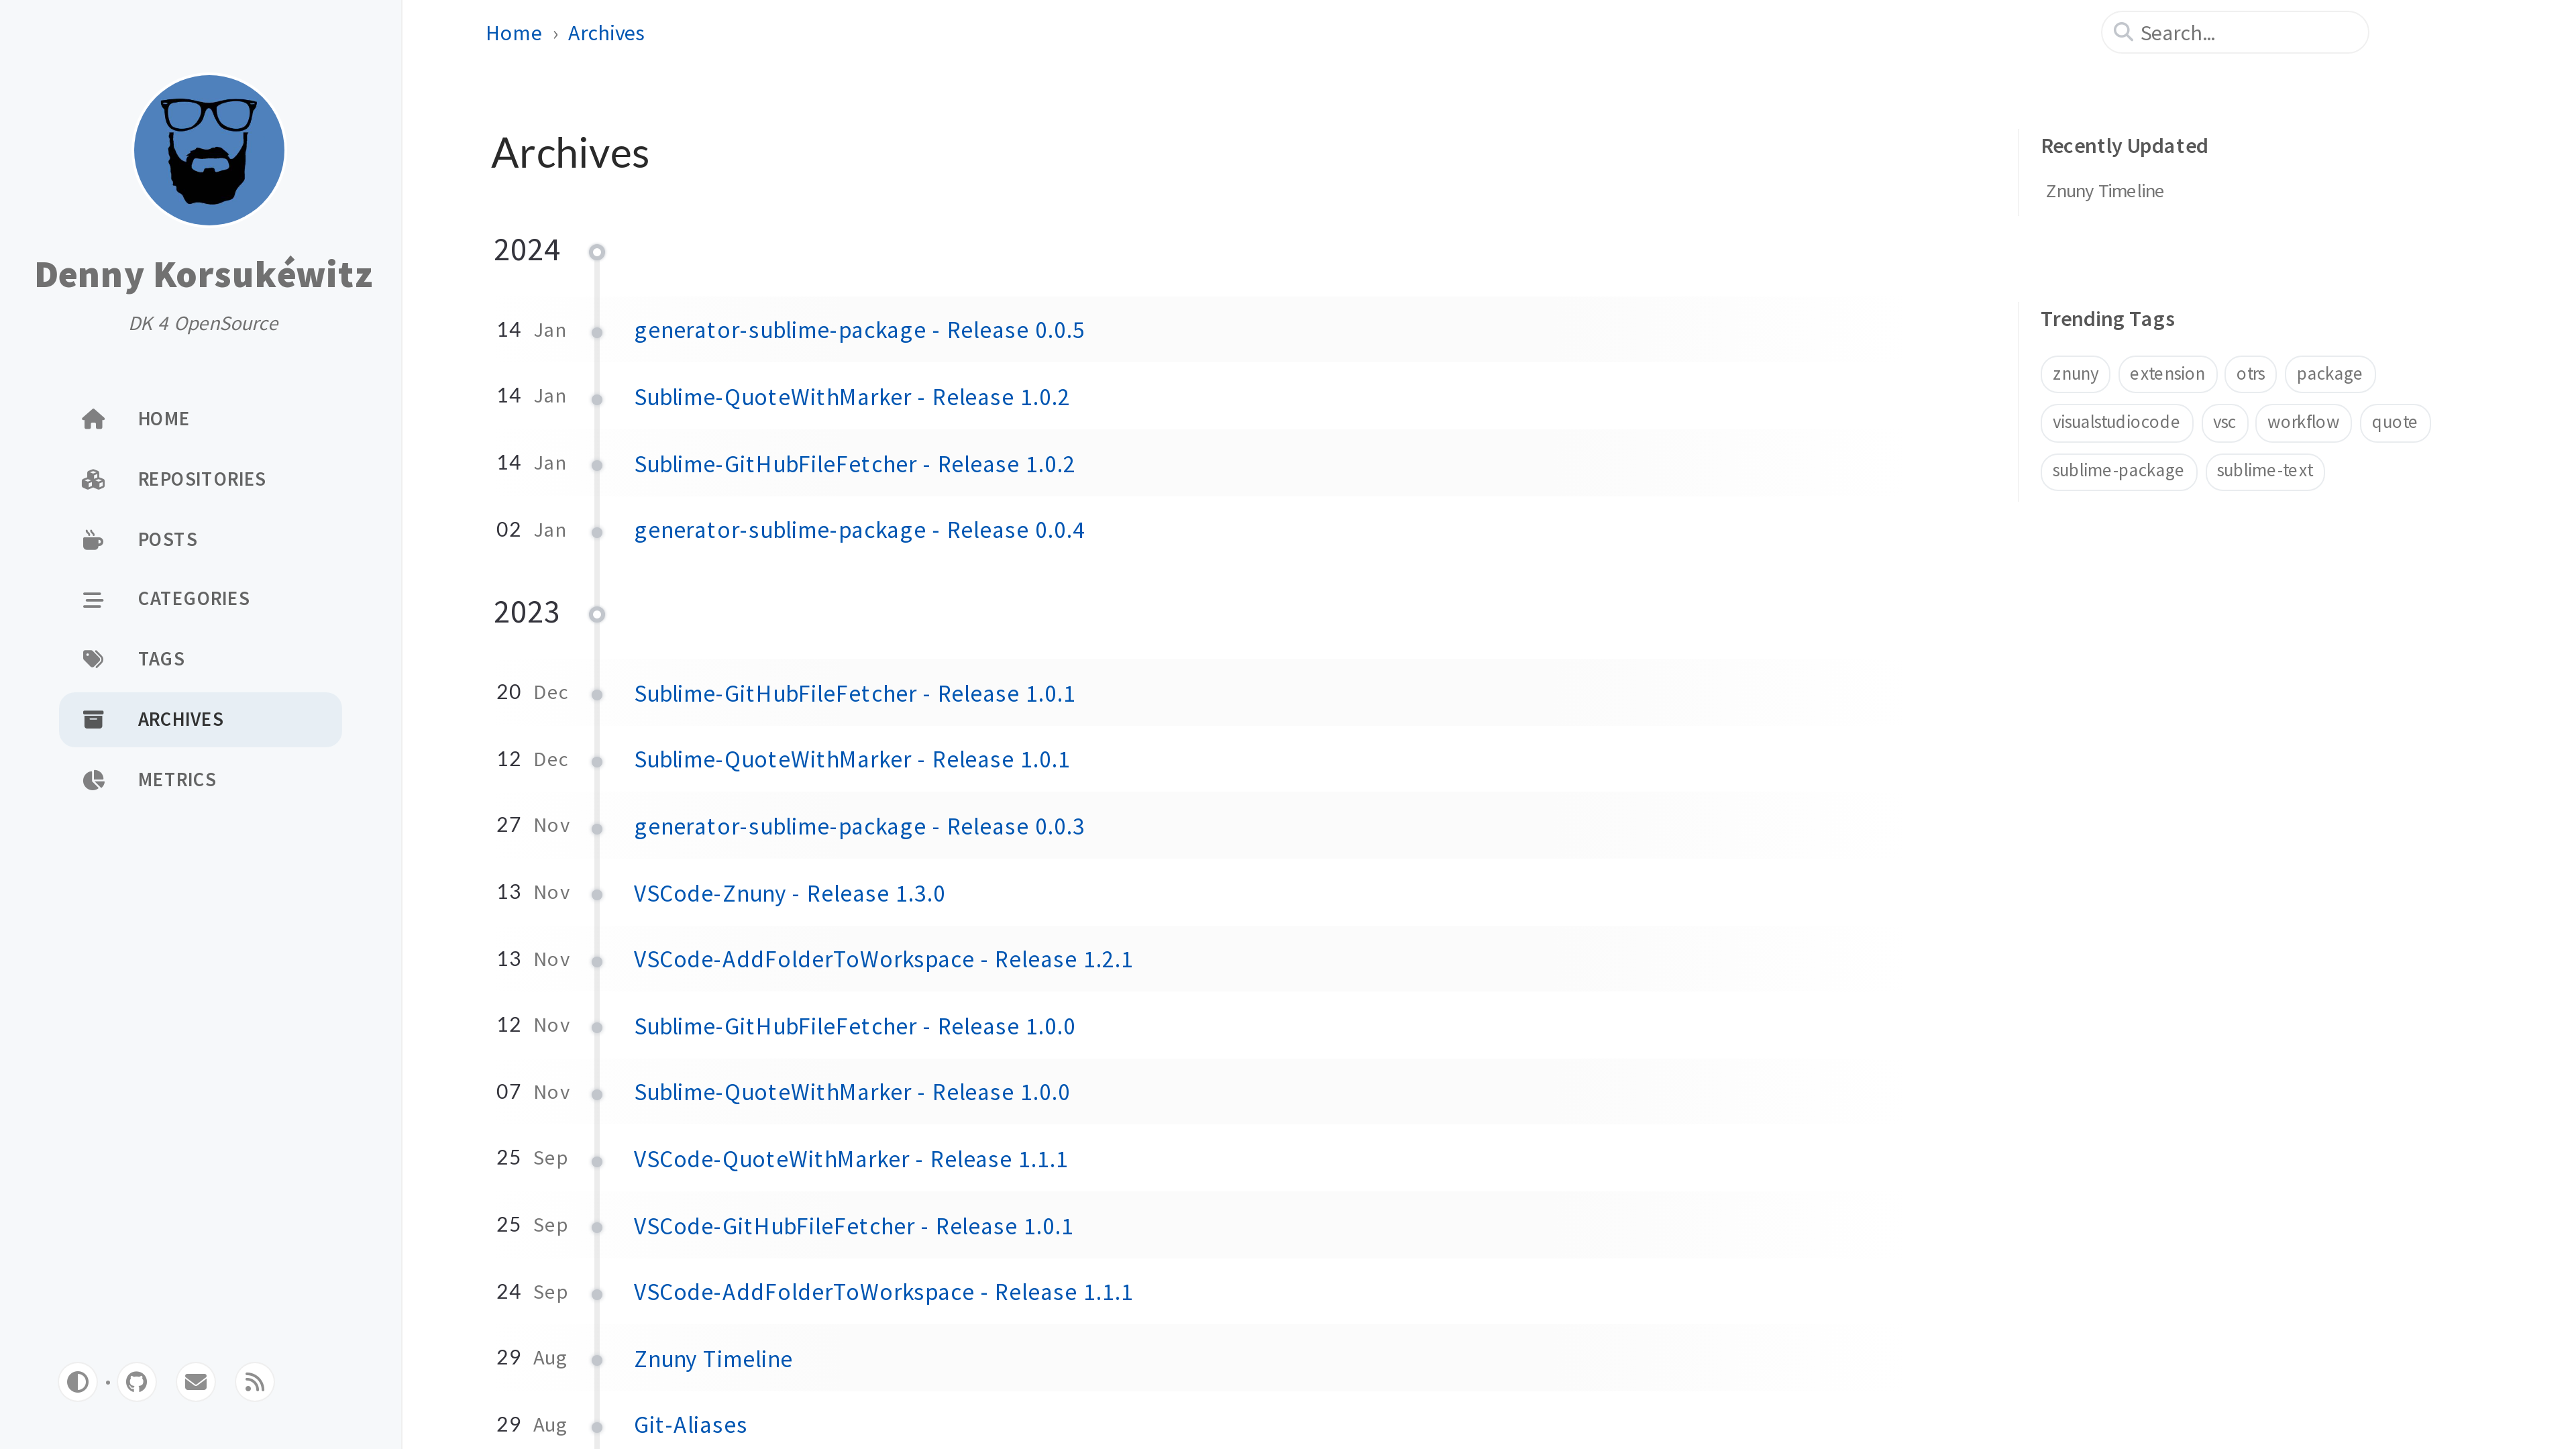 Denny Korsukéwitz
DK 4 OpenSource
HOME
REPOSITORIES
POSTS
CATEGORIES
TAGS
ARCHIVES
METRICS
Home › Archives
Search...
Archives
2024
14 Jan generator-sublime-package - Release 0.0.5
14 Jan Sublime-QuoteWithMarker - Release 1.0.2
14 Jan Sublime-GitHubFileFetcher - Release 1.0.2
02 Jan generator-sublime-package - Release 0.0.4
2023
20 Dec Sublime-GitHubFileFetcher - Release 1.0.1
12 Dec Sublime-QuoteWithMarker - Release 1.0.1
27 Nov generator-sublime-package - Release 0.0.3
13 Nov VSCode-Znuny - Release 1.3.0
13 Nov VSCode-AddFolderToWorkspace - Release 1.2.1
12 Nov Sublime-GitHubFileFetcher - Release 1.0.0
07 Nov Sublime-QuoteWithMarker - Release 1.0.0
25 Sep VSCode-QuoteWithMarker - Release 1.1.1
25 Sep VSCode-GitHubFileFetcher - Release 1.0.1
24 Sep VSCode-AddFolderToWorkspace - Release 1.1.1
29 Aug Znuny Timeline
29 Aug Git-Aliases
Recently Updated
Znuny Timeline
Trending Tags
znuny extension otrs package
visualstudiocode vsc workflow quote
sublime-package sublime-text